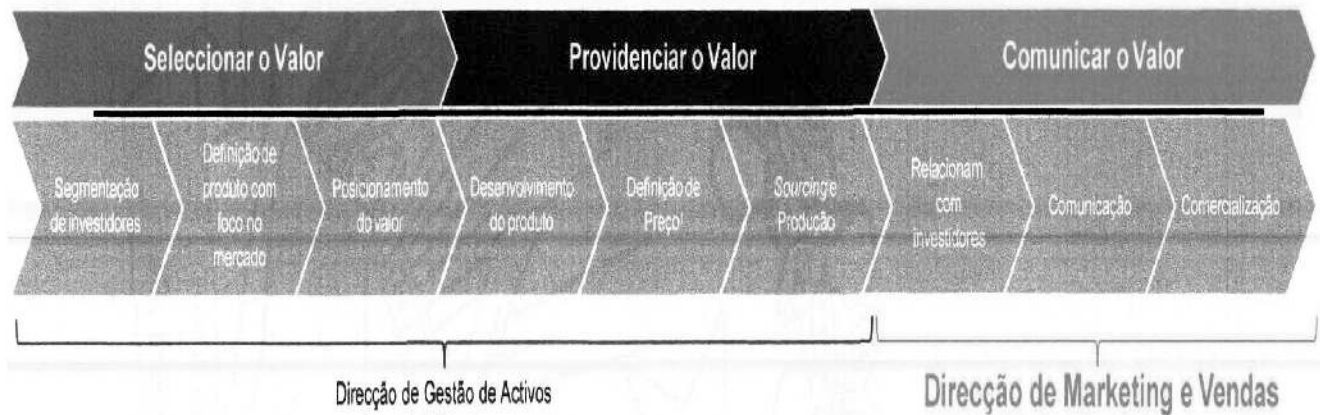 Seleccionar o Valor
Providenciar o Valor
Comunicar o Valor
Segmentação
de investidores
Definição de
produto com
foco no
mercado
Posicionamento
do valor
Desenvolvimento
do produto
Definição de
Preço
Sourcing e
Produção
Relacionam
com
investidores
Comunicação
Comercialização
Direcção de Gestão de Activos
Direcção de Marketing e Vendas